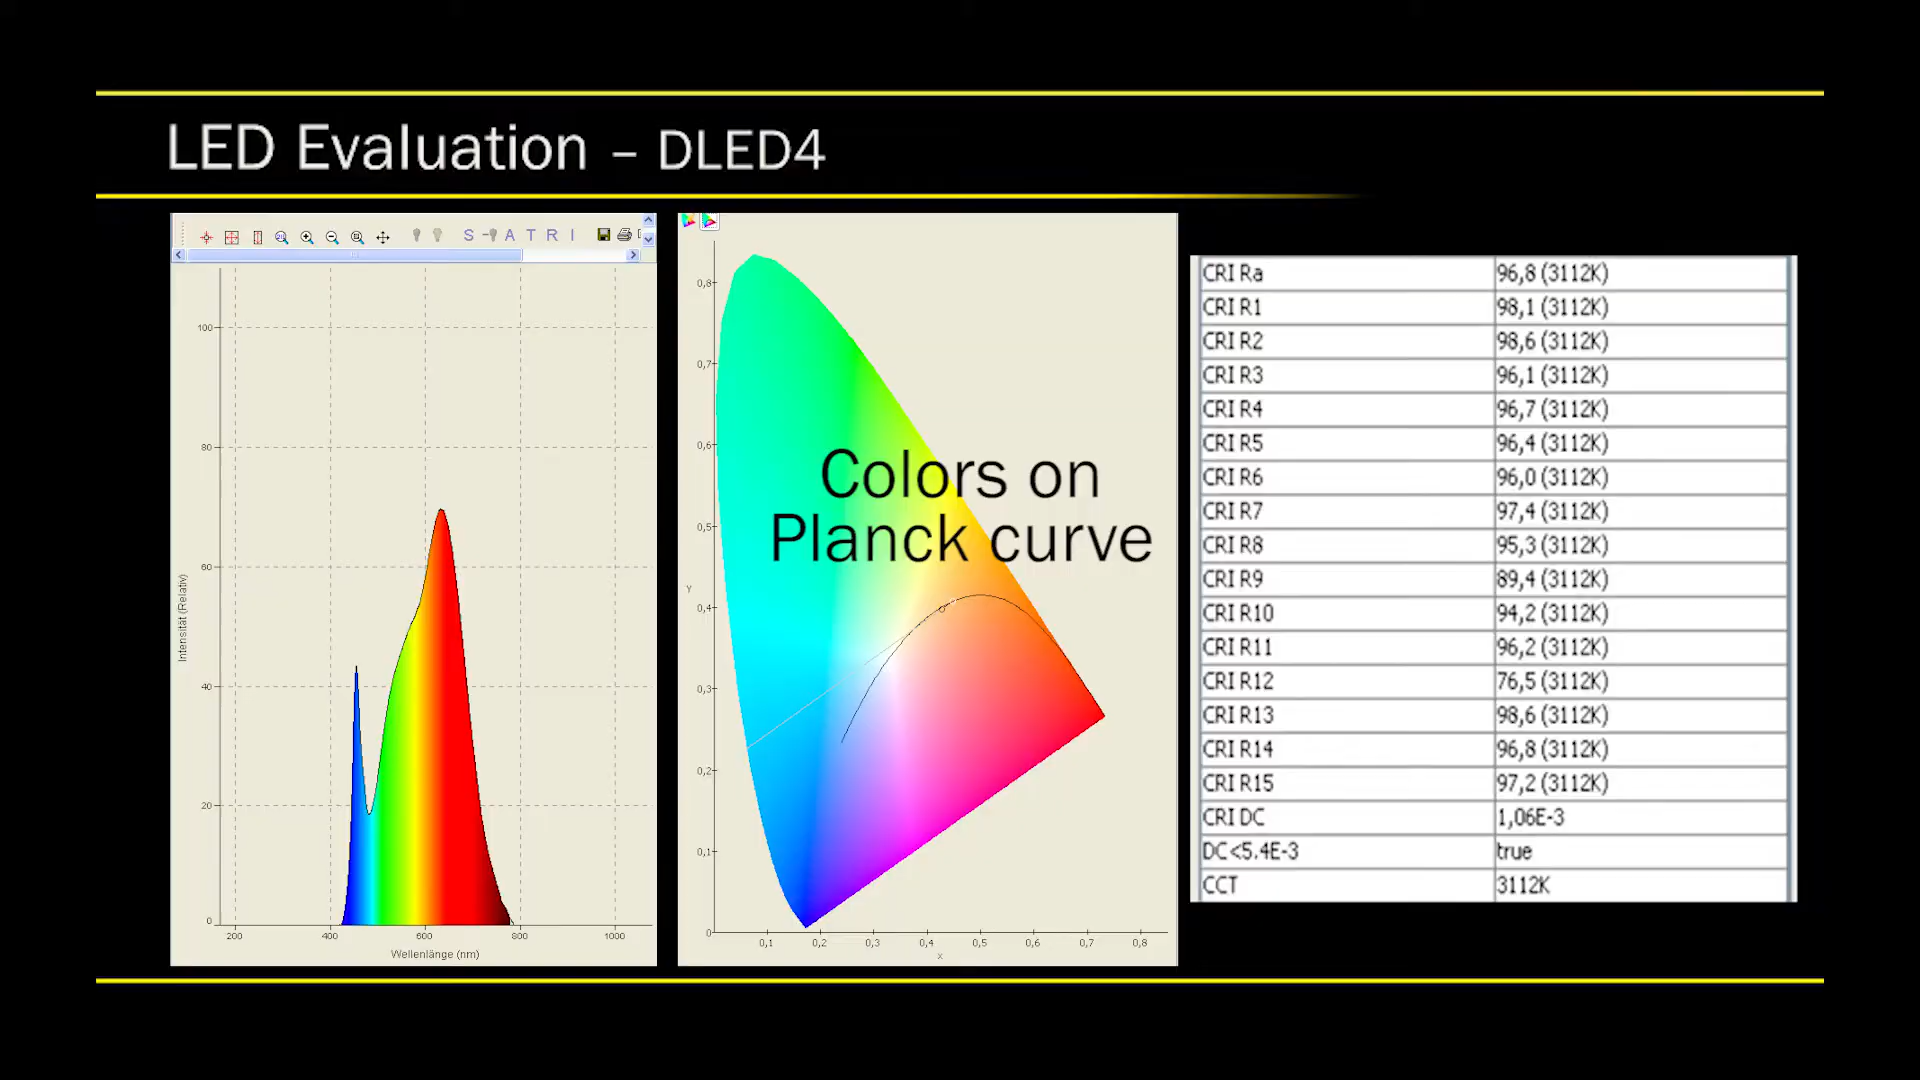 LED Evaluation – DLED4
S A T R I
100
80
60
40
20
0
Intensität (Relativ)
200 400 600 800 1000
Wellenlänge (nm)
0,8
0,7
0,6
0,5
Y
0,4
0,3
0,2
0,1
0
0,1 0,2 0,3 0,4 0,5 0,6 0,7 0,8
x
Colors on
Planck curve
CRI Ra 96,8 (3112K)
CRI R1 98,1 (3112K)
CRI R2 98,6 (3112K)
CRI R3 96,1 (3112K)
CRI R4 96,7 (3112K)
CRI R5 96,4 (3112K)
CRI R6 96,0 (3112K)
CRI R7 97,4 (3112K)
CRI R8 95,3 (3112K)
CRI R9 89,4 (3112K)
CRI R10 94,2 (3112K)
CRI R11 96,2 (3112K)
CRI R12 76,5 (3112K)
CRI R13 98,6 (3112K)
CRI R14 96,8 (3112K)
CRI R15 97,2 (3112K)
CRI DC 1,06E-3
DC<5.4E-3 true
CCT 3112K